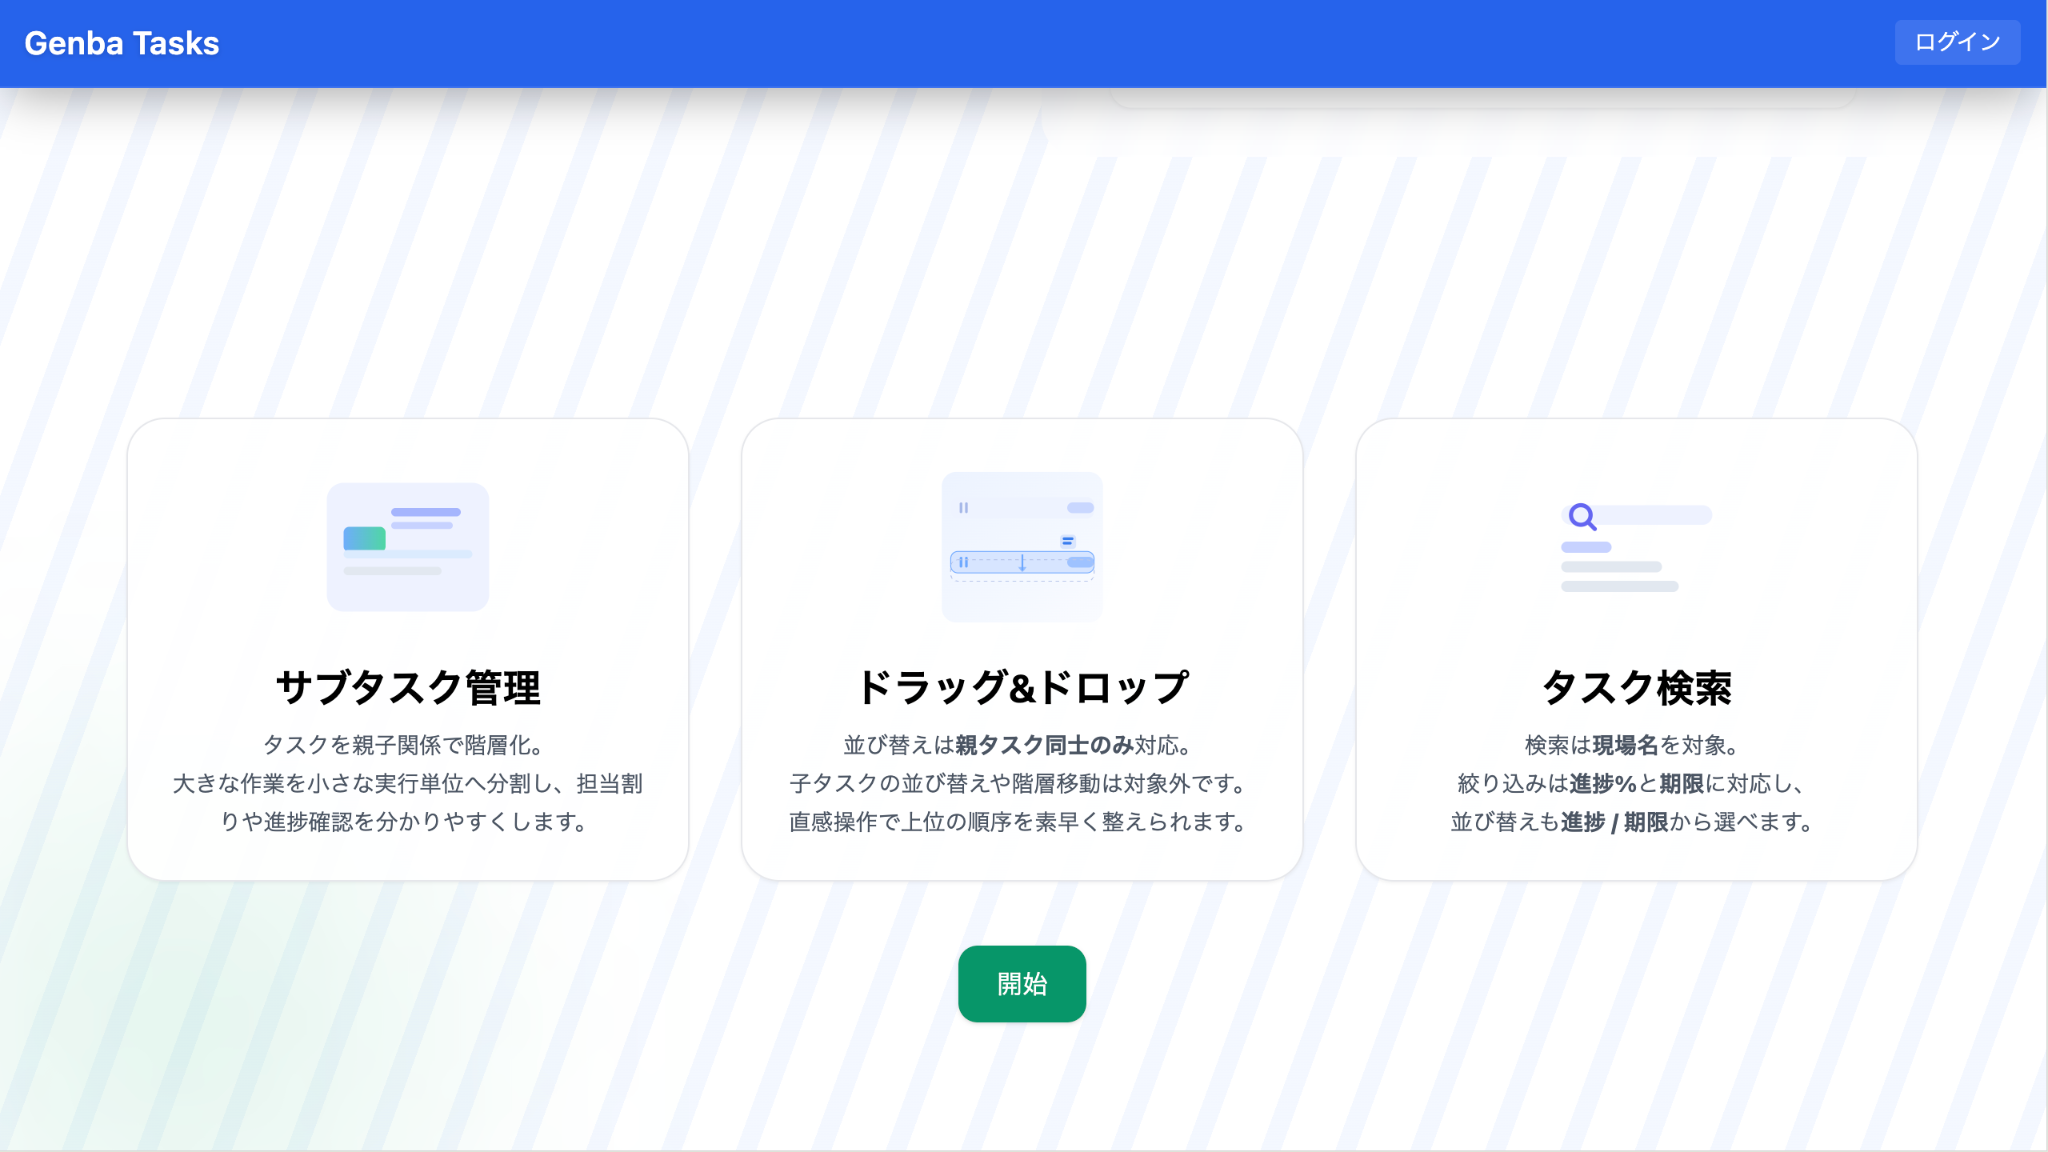 Genba Tasks
ログイン
サブタスク管理
タスクを親子関係で階層化。
大きな作業を小さな実行単位へ分割し、担当割
りや進捗確認を分かりやすくします。
ドラッグ&ドロップ
並び替えは親タスク同士のみ対応。
子タスクの並び替えや階層移動は対象外です。
直感操作で上位の順序を素早く整えられます。
タスク検索
検索は現場名を対象。
絞り込みは進捗%と期限に対応し、
並び替えも進捗 / 期限から選べます。
開始